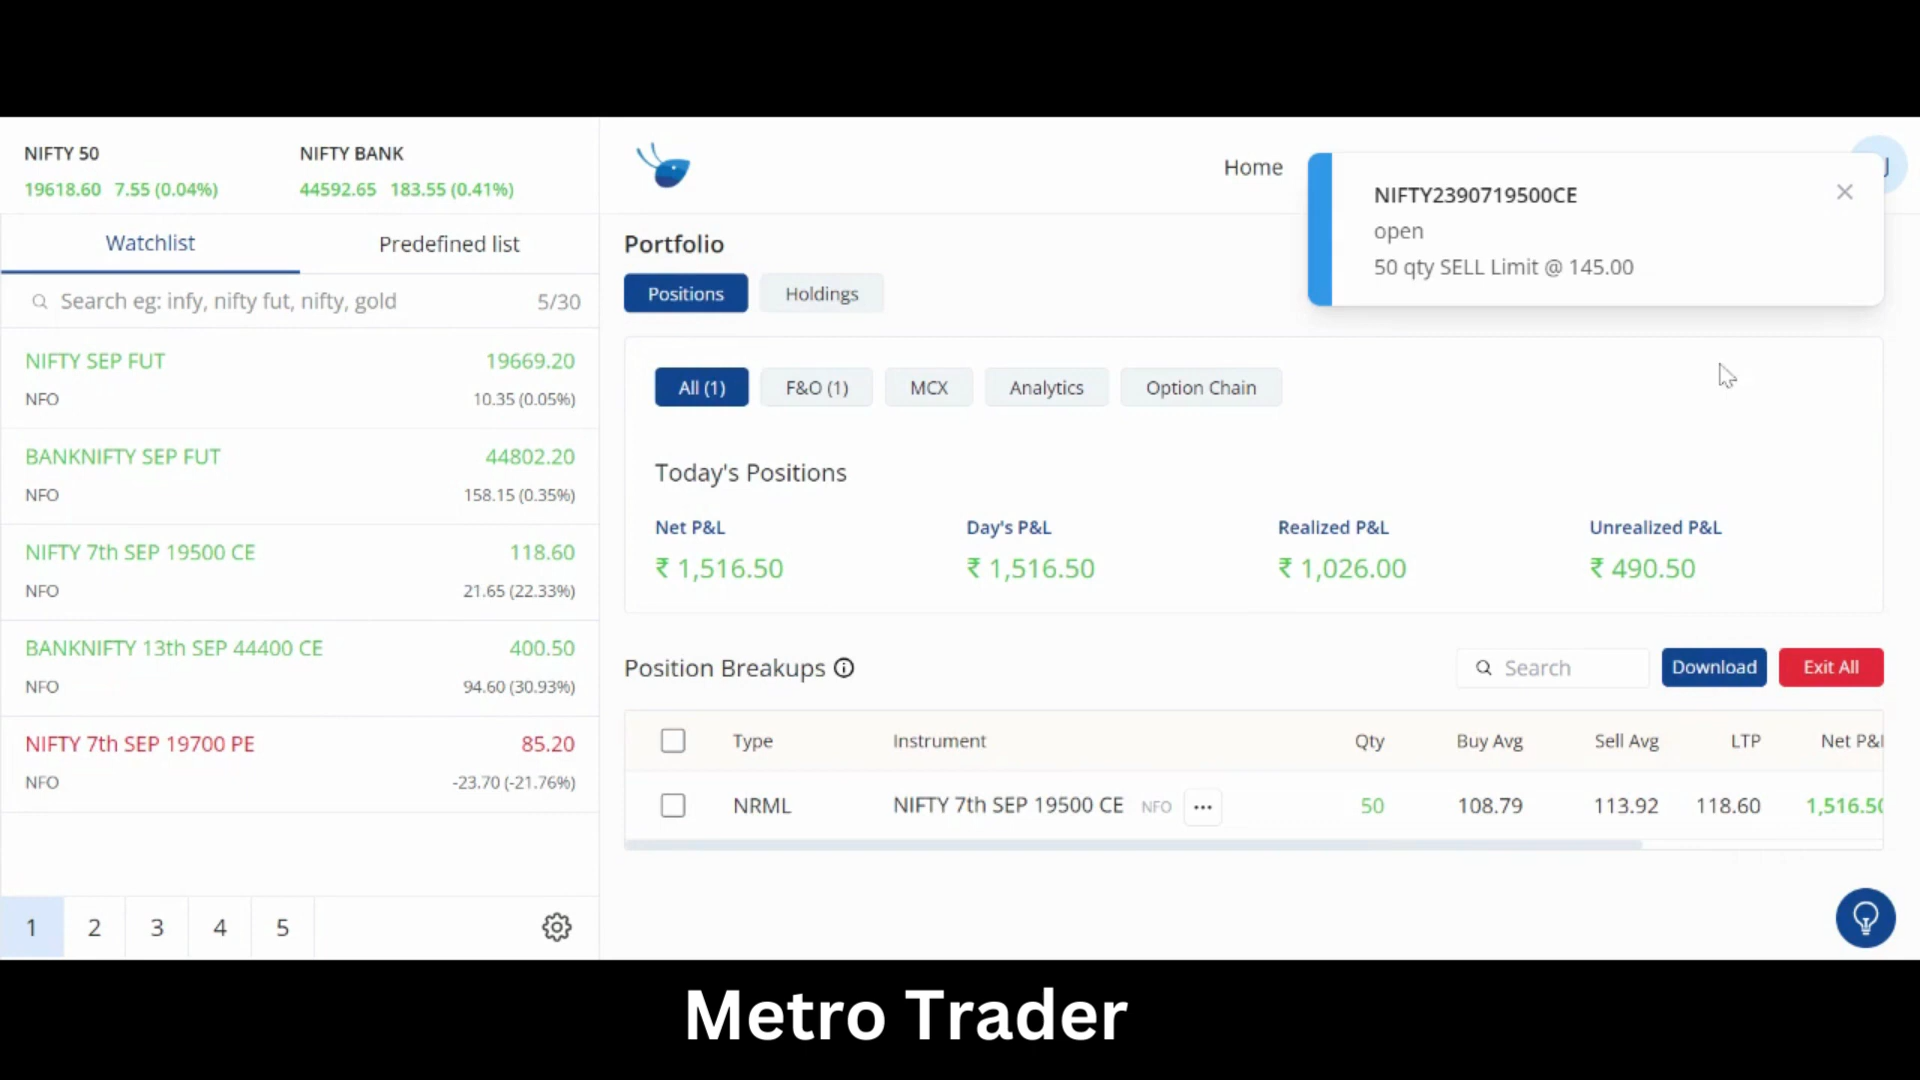 NIFTY 50
19618.60 7.55 (0.04%)
NIFTY BANK
44592.65 183.55 (0.41%)
Watchlist
Predefined list
Search eg: infy, nifty fut, nifty, gold
5/30
NIFTY SEP FUT 19669.20
NFO 10.35 (0.05%)
BANKNIFTY SEP FUT 44802.20
NFO 158.15 (0.35%)
NIFTY 7th SEP 19500 CE 118.60
NFO 21.65 (22.33%)
BANKNIFTY 13th SEP 44400 CE 400.50
NFO 94.60 (30.93%)
NIFTY 7th SEP 19700 PE 85.20
NFO -23.70 (-21.76%)
1 2 3 4 5
Home
NIFTY2390719500CE
open
50 qty SELL Limit @ 145.00
Portfolio
Positions Holdings
All (1) F&O (1) MCX Analytics Option Chain
Today's Positions
Net P&L Day's P&L Realized P&L Unrealized P&L
₹ 1,516.50 ₹ 1,516.50 ₹ 1,026.00 ₹ 490.50
Position Breakups
Search
Download
Exit All
Type Instrument Qty Buy Avg Sell Avg LTP Net P&
NRML NIFTY 7th SEP 19500 CE NFO ... 50 108.79 113.92 118.60 1,516.50
Metro Trader